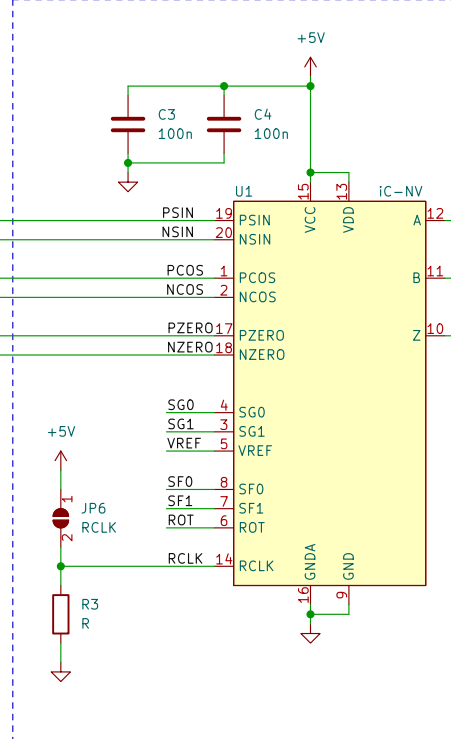 +5V
C3
100n
C4
100n
U1
iC-NV
15
13
VCC
VDD
PSIN 19 PSIN
A 12
NSIN 20 NSIN
PCOS 1 PCOS
B 11
NCOS 2 NCOS
PZERO 17 PZERO
Z 10
NZERO 18 NZERO
SG0 4 SG0
SG1 3 SG1
VREF 5 VREF
SF0 8 SF0
SF1 7 SF1
ROT 6 ROT
RCLK 14 RCLK
GNDA
GND
16
9
+5V
1
JP6
RCLK
2
R3
R